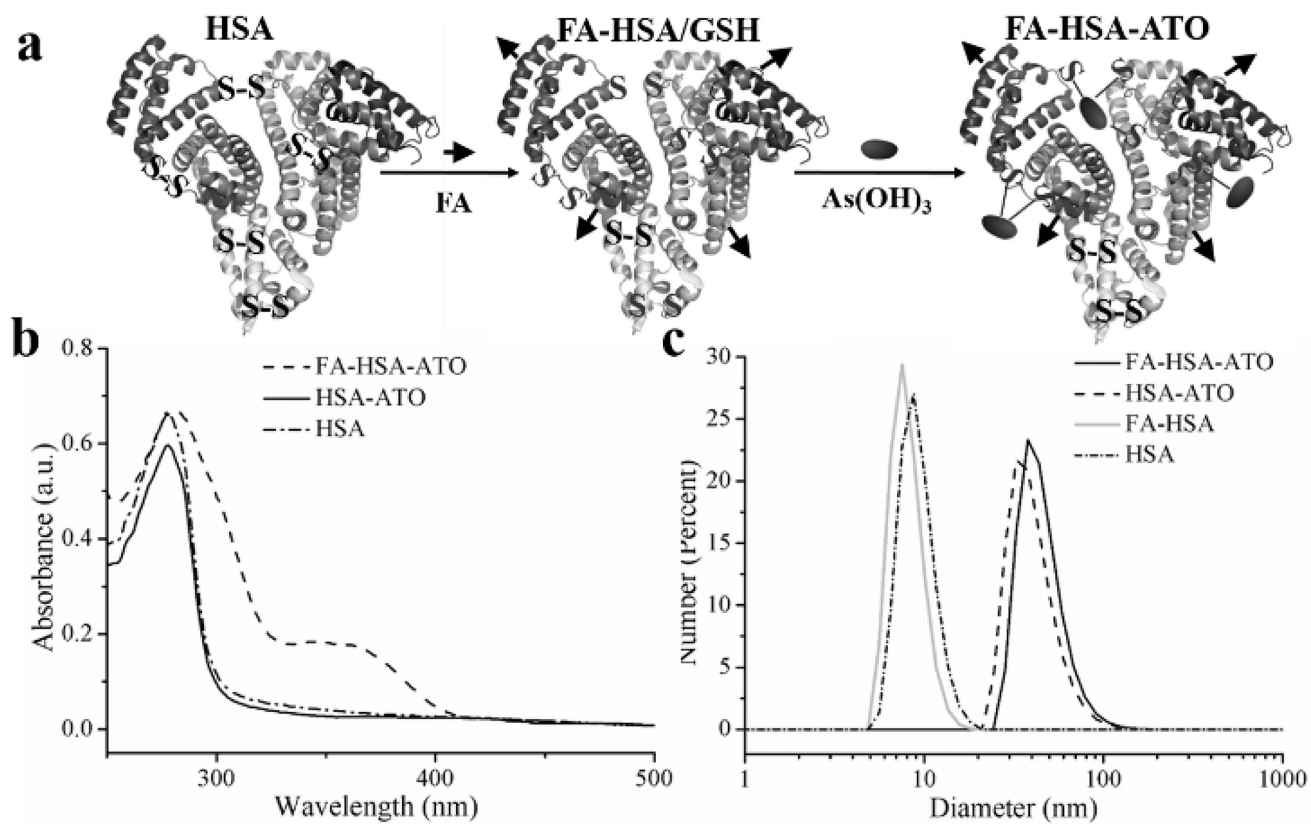 a
HSA
FA-HSA/GSH
FA-HSA-ATO
S-S
S
S
S
S
S-S
S
S
S-S
S
S
S
FA
As(OH)3
S-S
S-S
S-S
S-S
S
S
S-S
b
c
0.8
0.6
0.4
0.2
0.0
Absorbance (a.u.)
FA-HSA-ATO
HSA-ATO
HSA
300
400
500
Wavelength (nm)
30
25
20
15
10
5
0
Number (Percent)
FA-HSA-ATO
HSA-ATO
FA-HSA
HSA
1
10
100
1000
Diameter (nm)